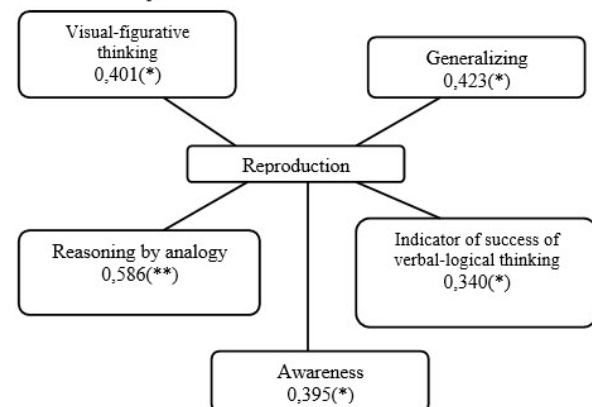 Visual-figurative
thinking
0,401(*)
Generalizing
0,423(*)
Reproduction
Reasoning by analogy
0,586(**)
Indicator of success of
verbal-logical thinking
0,340(*)
Awareness
0,395(*)